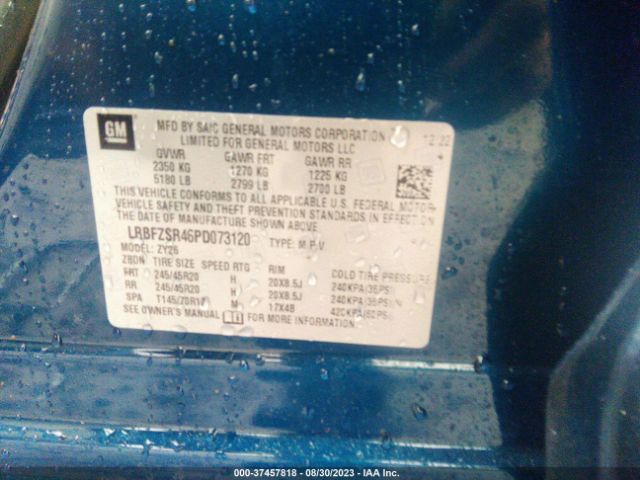 GM
MFD BY SAIC GENERAL MOTORS CORPORATION 12/22
LIMITED FOR GENERAL MOTORS LLC
GVWR GAWR FRT GAWR RR
2350 KG 1270 KG 1225 KG
5180 LB 2799 LB 2700 LB
THIS VEHICLE CONFORMS TO ALL APPLICABLE U.S. FEDERAL MOTOR
VEHICLE SAFETY AND THEFT PREVENTION STANDARDS IN EFFECT ON
THE DATE OF MANUFACTURE SHOWN ABOVE.
LRBFZSR46PD073120 TYPE: M P V
MODEL: ZY26
ZBDN TIRE SIZE SPEED RTG RIM COLD TIRE PRESSURE
FRT 245/45R20 H 20X8.5J 240KPA(35PSI)
RR 245/45R20 H 20X8.5J 240KPA(35PSI)
SPA M 17X4B 420KPA(60PSI)
SEE OWNER'S MANUAL FOR MORE INFORMATION
000-37457818 - 08/30/2023 - IAA Inc.